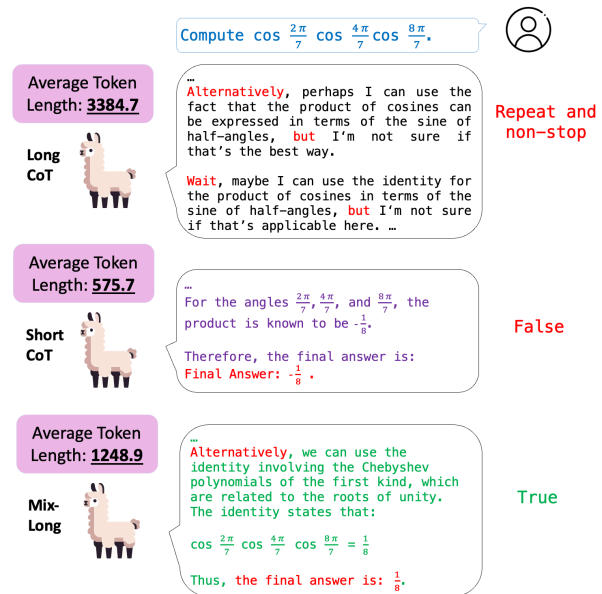 Compute cos 2π/7 cos 4π/7 cos 8π/7.
Average Token
Length: 3384.7
Long
CoT
…
Alternatively, perhaps I can use the
fact that the product of cosines can
be expressed in terms of the sine of
half-angles, but I'm not sure if
that's the best way.
Wait, maybe I can use the identity for
the product of cosines in terms of the
sine of half-angles, but I'm not sure
if that's applicable here. …
Repeat and
non-stop
Average Token
Length: 575.7
Short
CoT
…
For the angles 2π/7, 4π/7, and 8π/7, the
product is known to be -1/8.
Therefore, the final answer is:
Final Answer: -1/8 .
False
Average Token
Length: 1248.9
Mix-
Long
…
Alternatively, we can use the
identity involving the Chebyshev
polynomials of the first kind, which
are related to the roots of unity.
The identity states that:
cos 2π/7 cos 4π/7 cos 8π/7 = 1/8
Thus, the final answer is: 1/8.
True